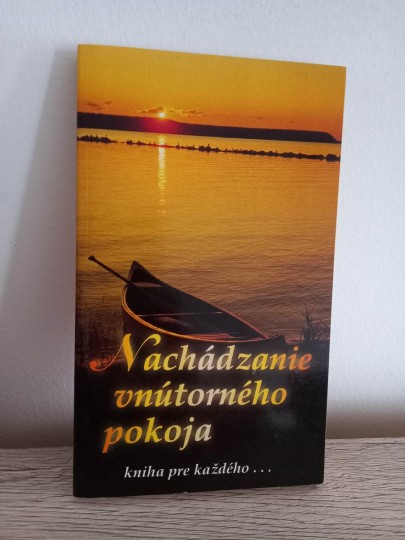 Nachádzanie
vnútorného
pokoja
kniha pre každého . . .